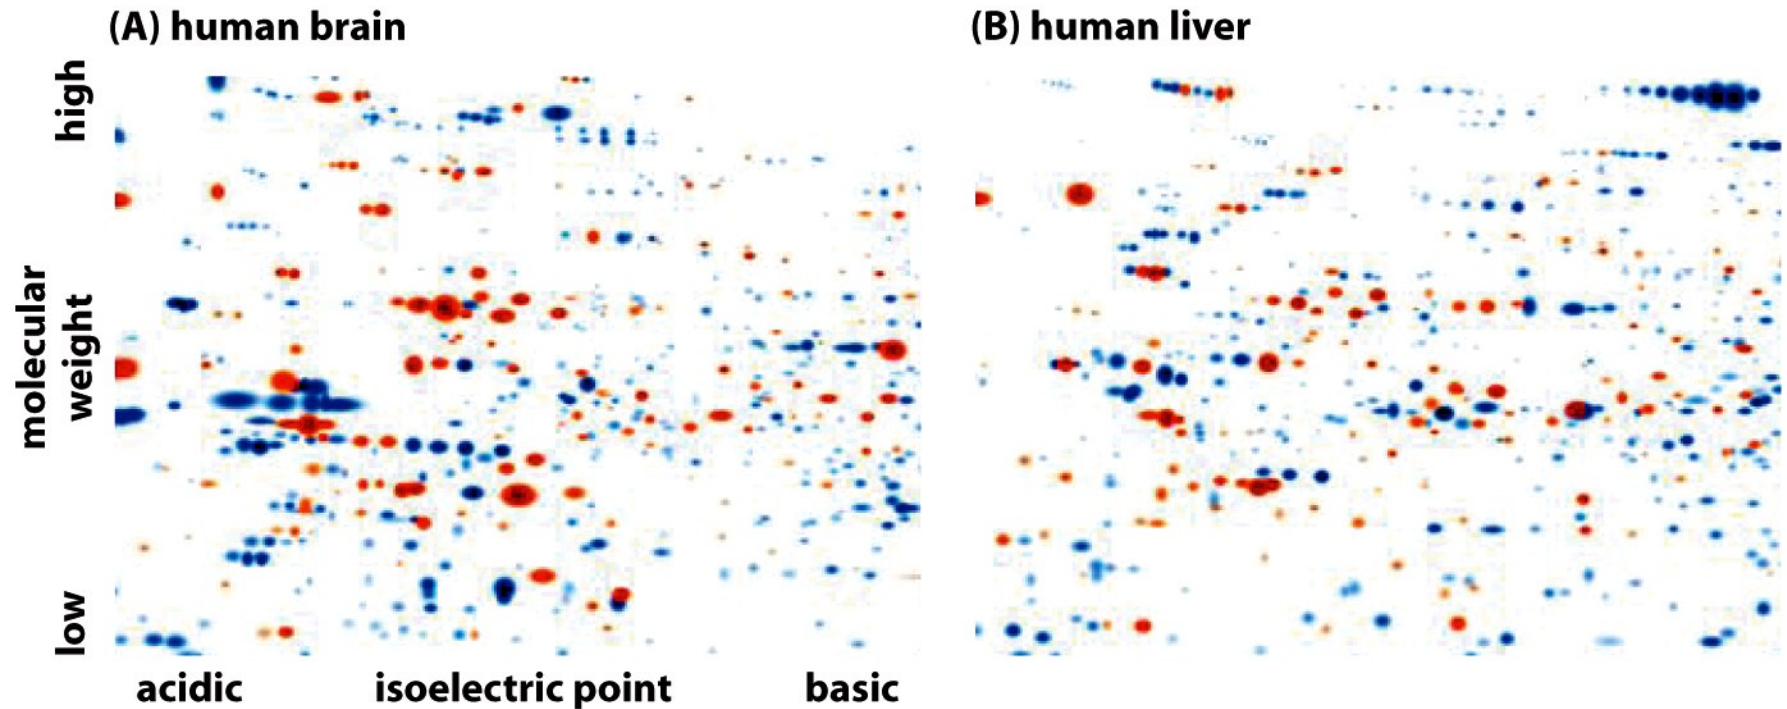 (A) human brain
(B) human liver
high
molecular
weight
low
acidic
isoelectric point
basic